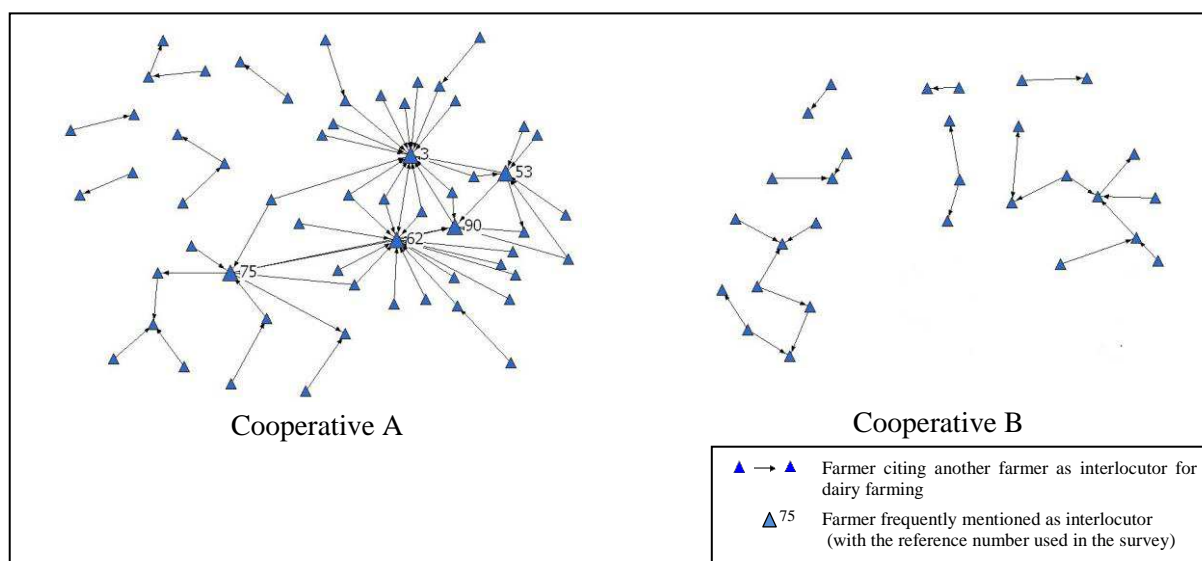 3
53
90
62
75
Cooperative A
Cooperative B
Farmer citing another farmer as interlocutor for
dairy farming
75
Farmer frequently mentioned as interlocutor
(with the reference number used in the survey)